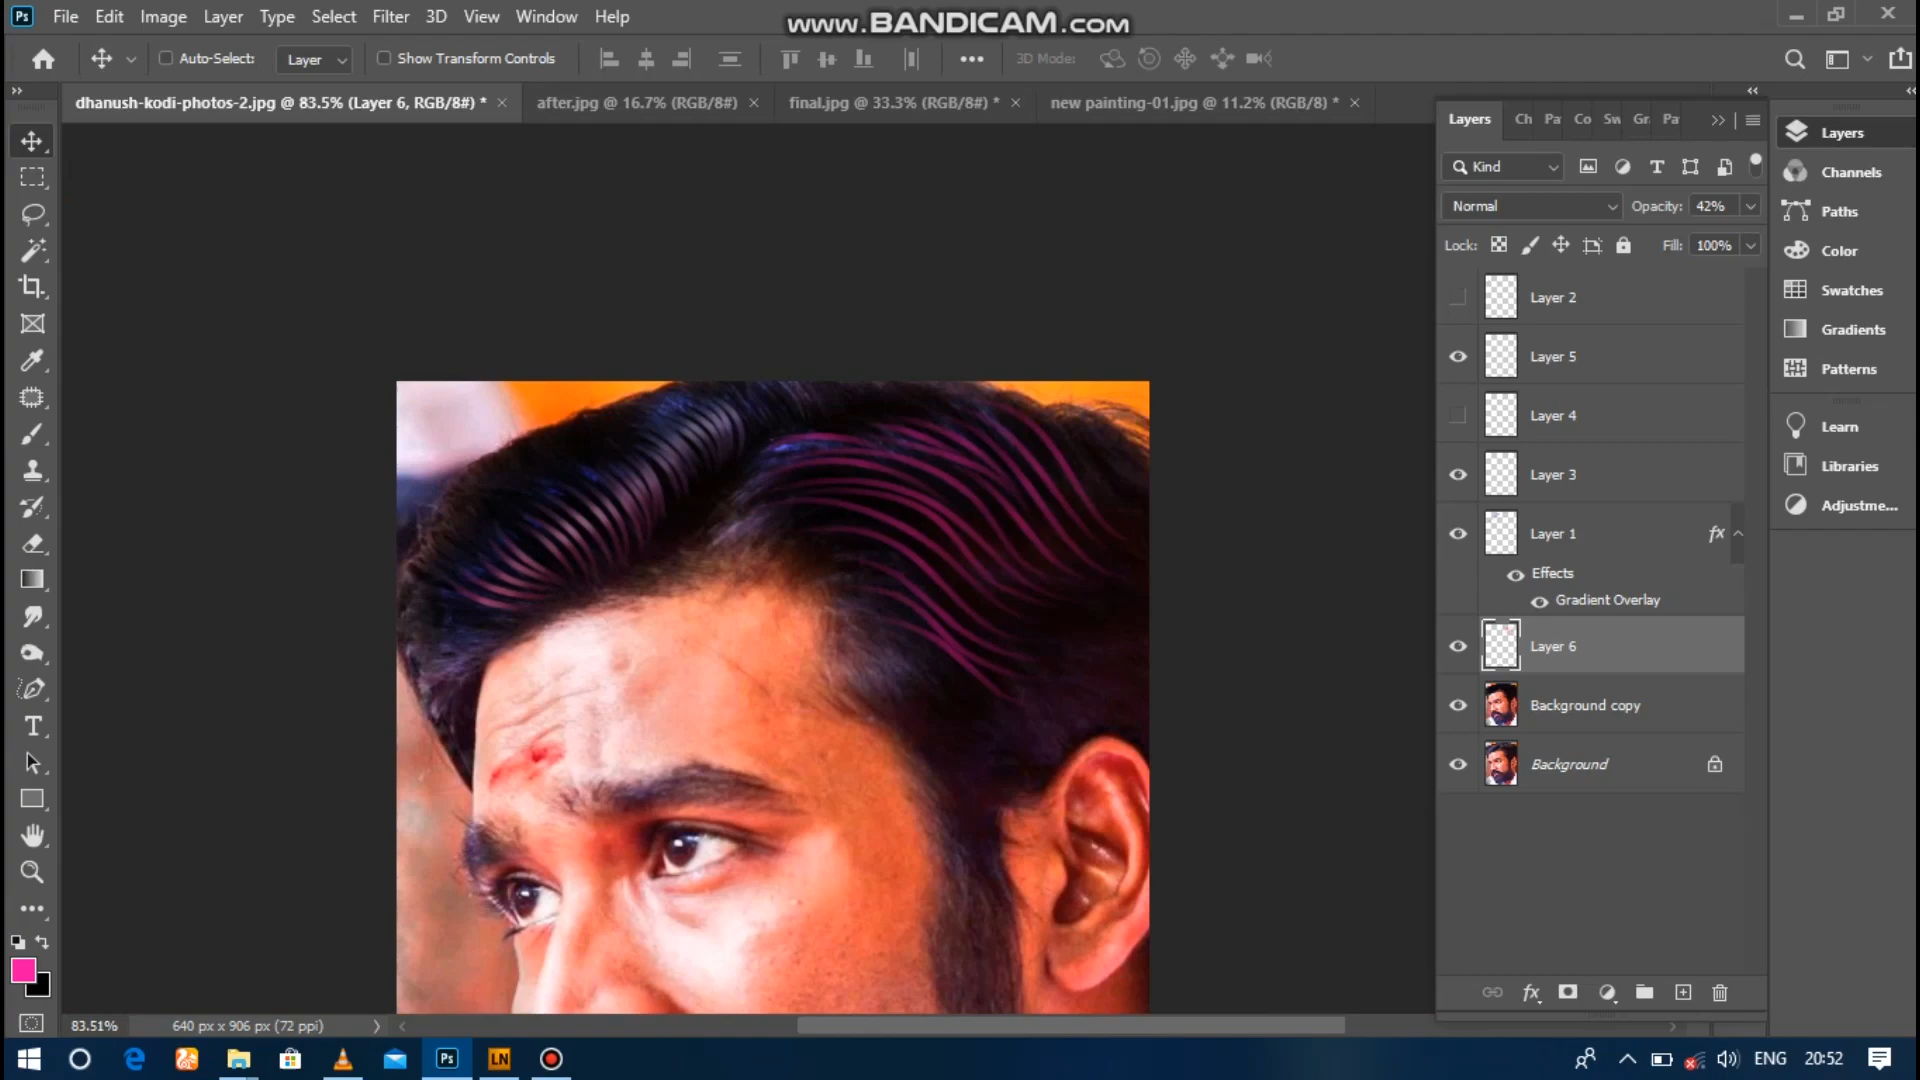 Ps File Edit Image Layer Type Select Filter 3D View Window Help
www.BANDICAM.com
Auto-Select: Layer Show Transform Controls 3D Mode:
dhanush-kodi-photos-2.jpg @ 83.5% (Layer 6, RGB/8#) * × after.jpg @ 16.7% (RGB/8#) × final.jpg @ 33.3% (RGB/8#) * × new painting-01.jpg @ 11.2% (RGB/8) * ×
Layers Ch Pa Co Sw Gr Pa
Kind
Normal Opacity: 42%
Lock: Fill: 100%
Layer 2
Layer 5
Layer 4
Layer 3
Layer 1 fx
Effects
Gradient Overlay
Layer 6
Background copy
Background
Layers
Channels
Paths
Color
Swatches
Gradients
Patterns
Learn
Libraries
Adjustme...
fx
83.51% 640 px x 906 px (72 ppi)
Ps LN ENG 20:52